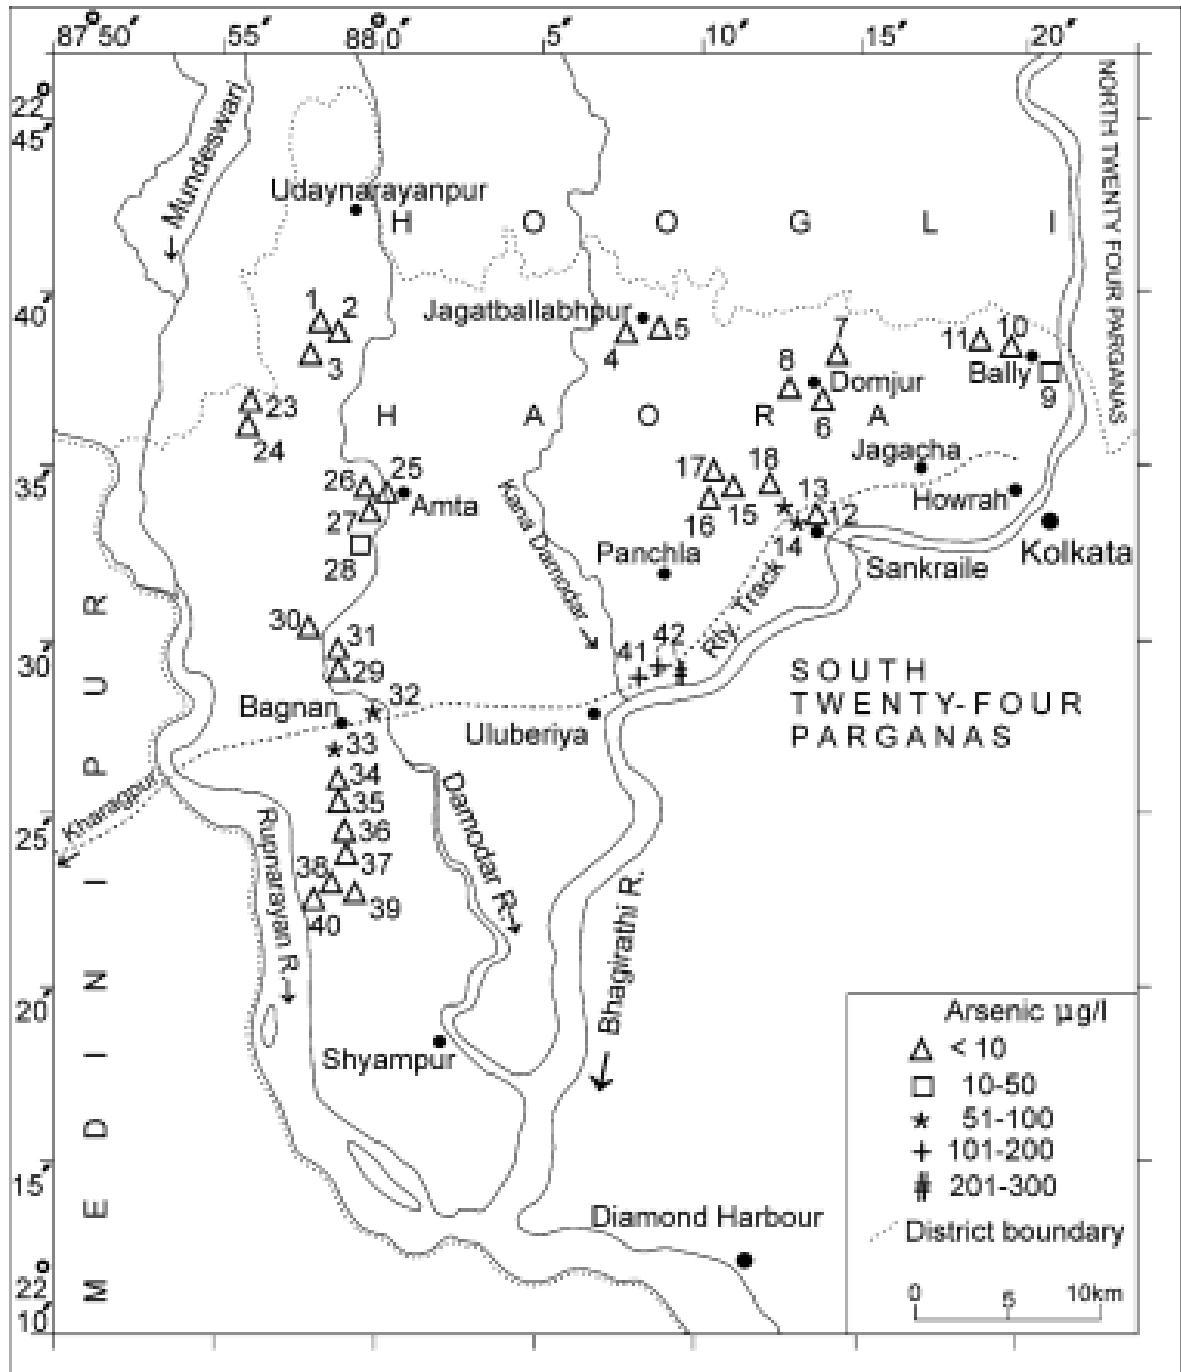 87° 50′ 55′ 88° 0′ 5′ 10′ 15′ 20′
22° 45′
Mundeswari
NORTH TWENTY FOUR PARGANAS
Udaynarayanpur
H O O G L I
40′
1 2 3
Jagatballabhpur
4 5
7
8
Domjur
6
11 10
Bally
9
23
24
H A O R A
Jagacha
35′
26 25
Amta
27
28
Kana Damodar
17 18
16 15
13
12
14
Howrah
Kolkata
Panchla
Sankraile
Rly. Track
30′
30
31
29
41 42
SOUTH
TWENTY-FOUR
PARGANAS
32
Bagnan
Uluberiya
33
34
35
36
37
38
39
40
Kharagpur
25′
Rupnarayan R.
Damodar R.
Bhagirathi R.
MEDINIPUR
20′
Shyampur
15′
Diamond Harbour
22° 10′
Arsenic µg/l
< 10
10-50
51-100
101-200
201-300
District boundary
0 5 10km